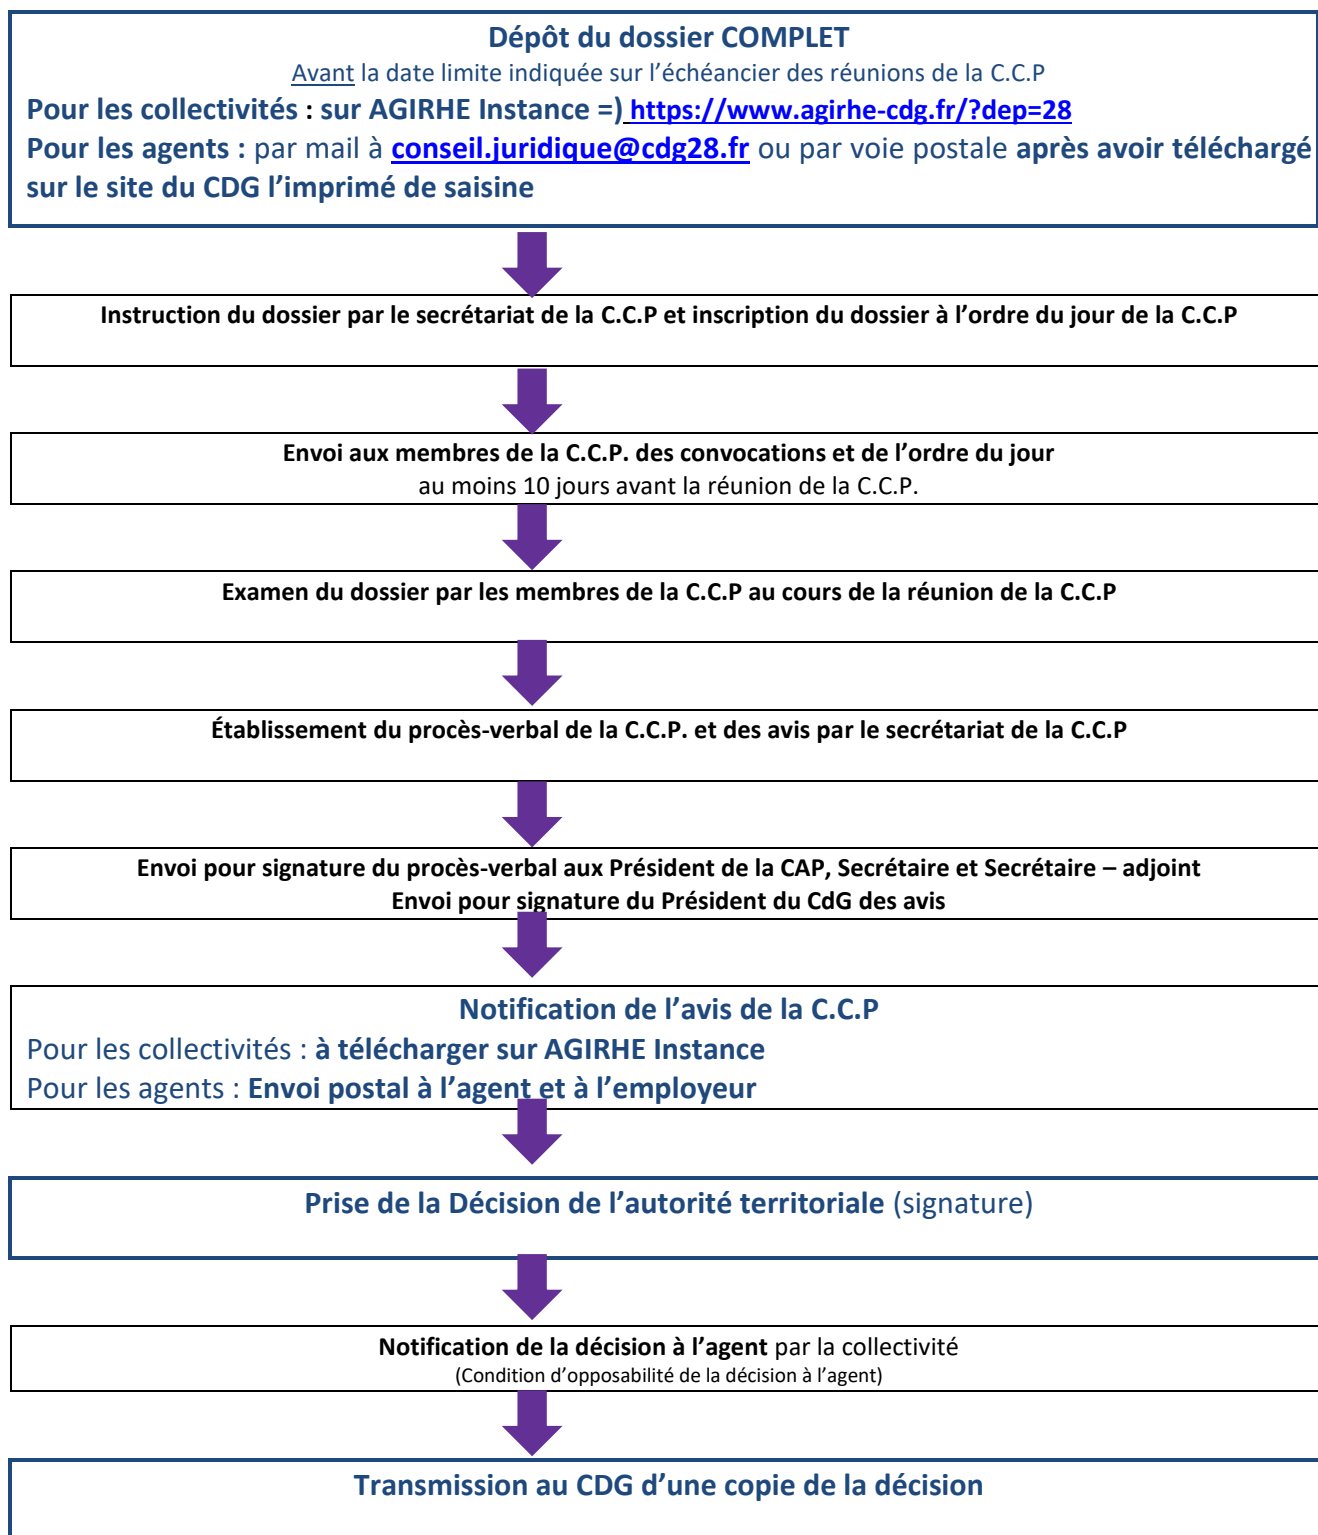 Dépôt du dossier COMPLET
Avant la date limite indiquée sur l’échéancier des réunions de la C.C.P
Pour les collectivités : sur AGIRHE Instance =) https://www.agirhe-cdg.fr/?dep=28
Pour les agents : par mail à conseil.juridique@cdg28.fr ou par voie postale après avoir téléchargé
sur le site du CDG l’imprimé de saisine
Instruction du dossier par le secrétariat de la C.C.P et inscription du dossier à l’ordre du jour de la C.C.P
Envoi aux membres de la C.C.P. des convocations et de l’ordre du jour
au moins 10 jours avant la réunion de la C.C.P.
Examen du dossier par les membres de la C.C.P au cours de la réunion de la C.C.P
Établissement du procès-verbal de la C.C.P. et des avis par le secrétariat de la C.C.P
Envoi pour signature du procès-verbal aux Président de la CAP, Secrétaire et Secrétaire – adjoint
Envoi pour signature du Président du CdG des avis
Notification de l’avis de la C.C.P
Pour les collectivités : à télécharger sur AGIRHE Instance
Pour les agents : Envoi postal à l’agent et à l’employeur
Prise de la Décision de l’autorité territoriale (signature)
Notification de la décision à l’agent par la collectivité
(Condition d’opposabilité de la décision à l’agent)
Transmission au CDG d’une copie de la décision